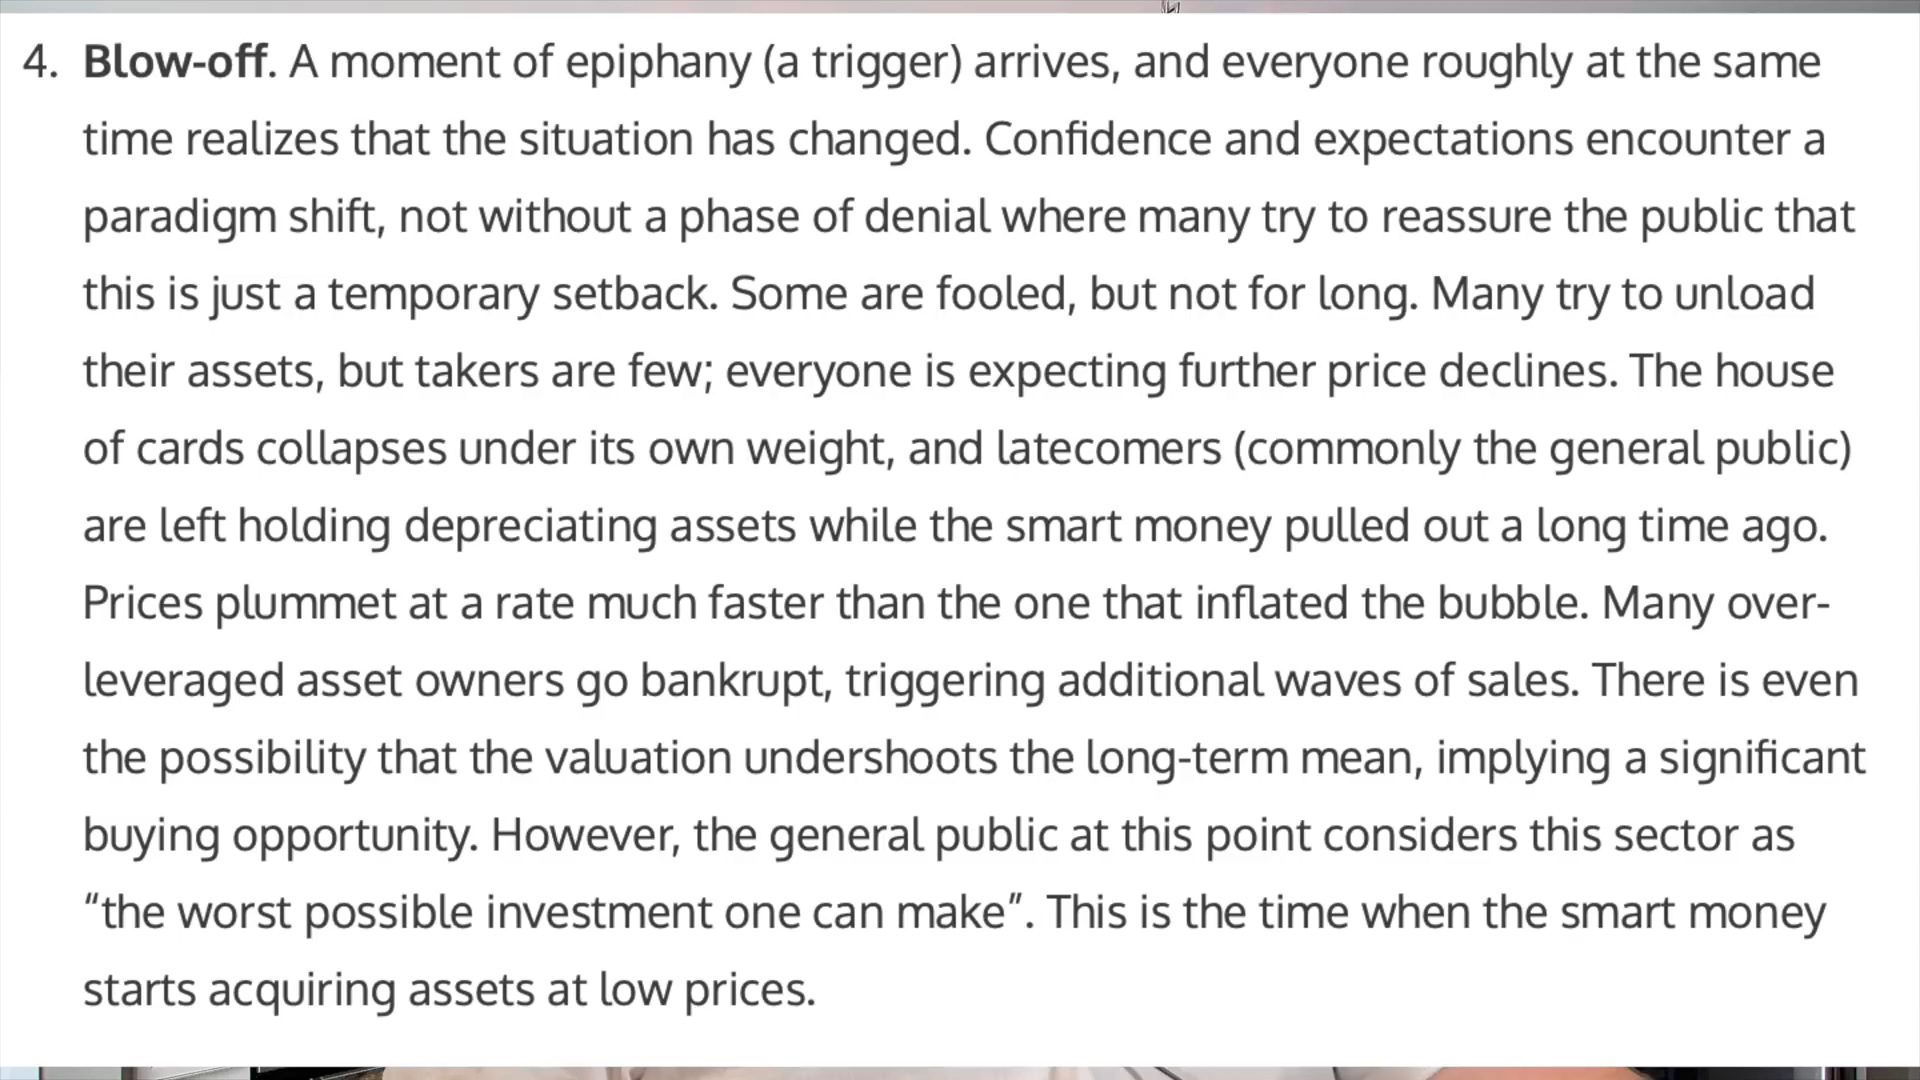 4. Blow-off. A moment of epiphany (a trigger) arrives, and everyone roughly at the same
time realizes that the situation has changed. Confidence and expectations encounter a
paradigm shift, not without a phase of denial where many try to reassure the public that
this is just a temporary setback. Some are fooled, but not for long. Many try to unload
their assets, but takers are few; everyone is expecting further price declines. The house
of cards collapses under its own weight, and latecomers (commonly the general public)
are left holding depreciating assets while the smart money pulled out a long time ago.
Prices plummet at a rate much faster than the one that inflated the bubble. Many over-
leveraged asset owners go bankrupt, triggering additional waves of sales. There is even
the possibility that the valuation undershoots the long-term mean, implying a significant
buying opportunity. However, the general public at this point considers this sector as
“the worst possible investment one can make”. This is the time when the smart money
starts acquiring assets at low prices.